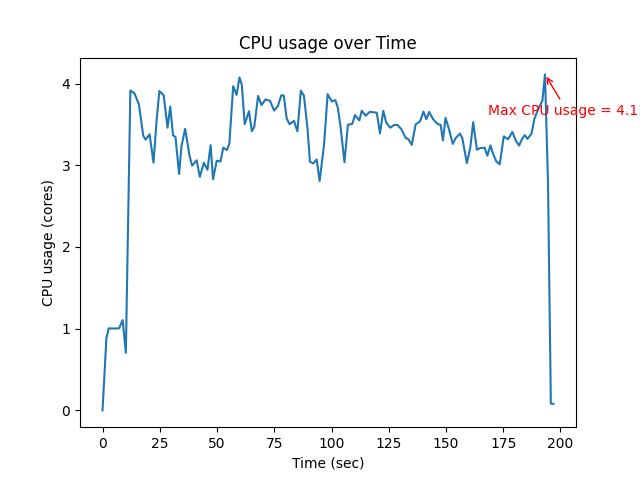 CPU usage over Time
Max CPU usage = 4.1
CPU usage (cores)
4
3
2
1
0
0 25 50 75 100 125 150 175 200
Time (sec)